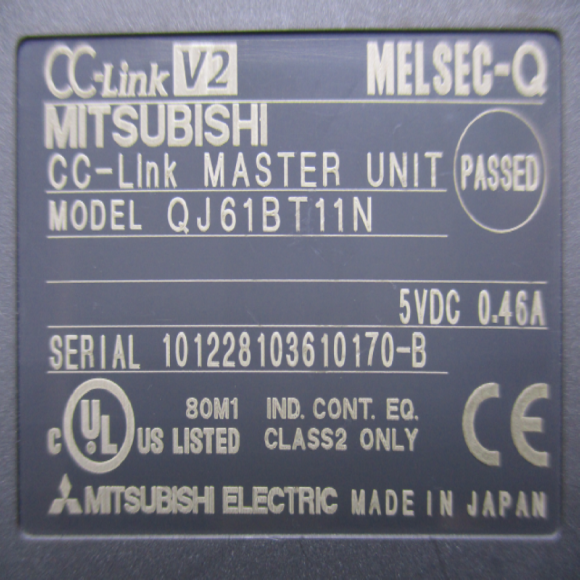 CC-Link V2 MELSEC-Q
MITSUBISHI
CC-Link MASTER UNIT PASSED
MODEL QJ61BT11N
5VDC 0.46A
SERIAL 101228103610170-B
C UL US LISTED 80M1 IND. CONT. EQ. CLASS2 ONLY CE
MITSUBISHI ELECTRIC MADE IN JAPAN